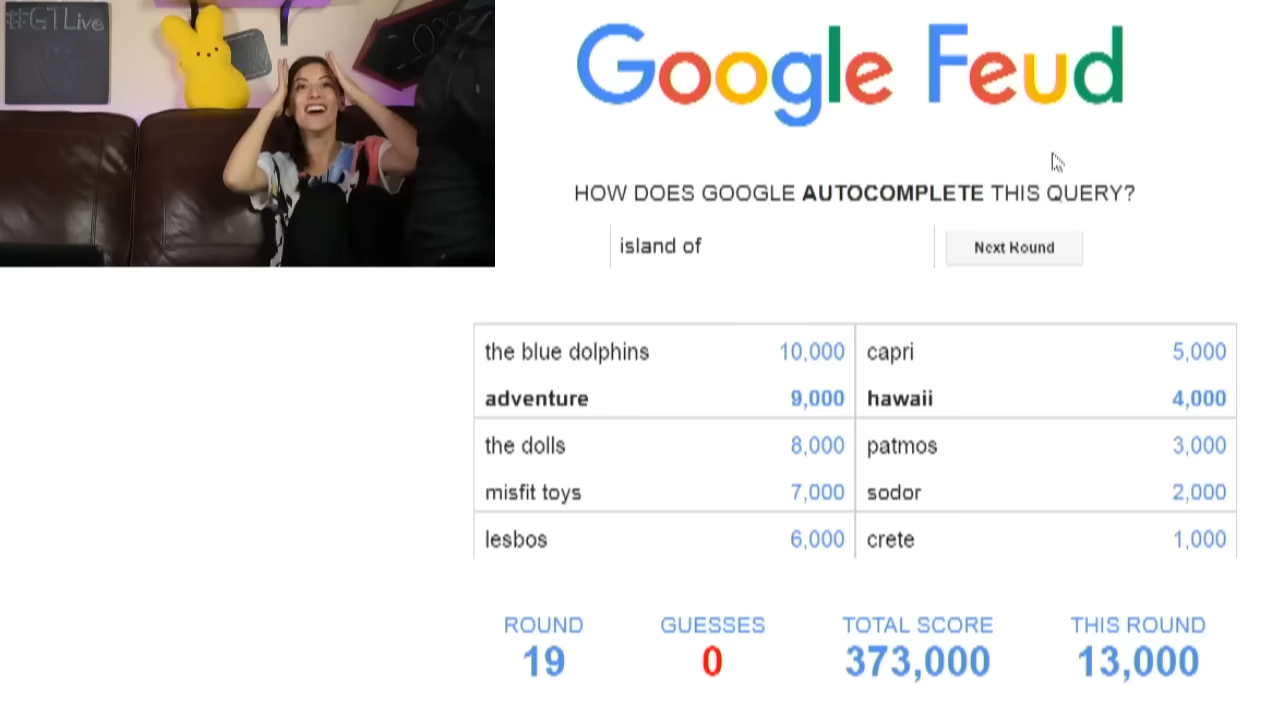 #GTLive
Google Feud
HOW DOES GOOGLE AUTOCOMPLETE THIS QUERY?
island of
Next Round
the blue dolphins 10,000
adventure 9,000
the dolls 8,000
misfit toys 7,000
lesbos 6,000
capri 5,000
hawaii 4,000
patmos 3,000
sodor 2,000
crete 1,000
ROUND GUESSES TOTAL SCORE THIS ROUND
19 0 373,000 13,000